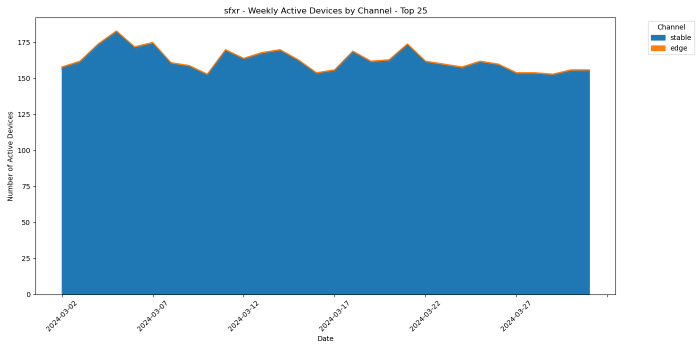 sfxr - Weekly Active Devices by Channel - Top 25
Channel
stable
edge
Number of Active Devices
175
150
125
100
75
50
25
0
2024-03-02
2024-03-07
2024-03-12
2024-03-17
2024-03-22
2024-03-27
Date